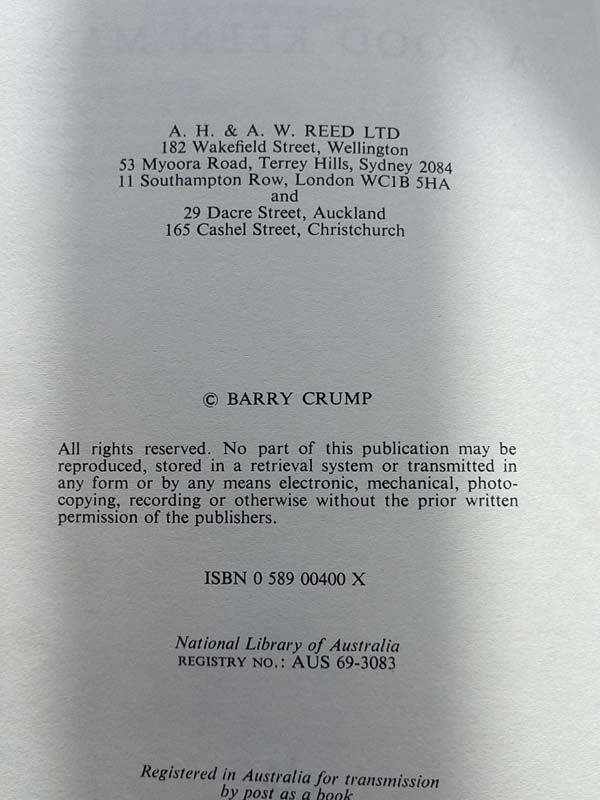 A. H. & A. W. REED LTD
182 Wakefield Street, Wellington
53 Myoora Road, Terrey Hills, Sydney 2084
11 Southampton Row, London WC1B 5HA
and
29 Dacre Street, Auckland
165 Cashel Street, Christchurch
© BARRY CRUMP
All rights reserved. No part of this publication may be
reproduced, stored in a retrieval system or transmitted in
any form or by any means electronic, mechanical, photo-
copying, recording or otherwise without the prior written
permission of the publishers.
ISBN 0 589 00400 X
National Library of Australia
REGISTRY NO.: AUS 69-3083
Registered in Australia for transmission
by post as a book